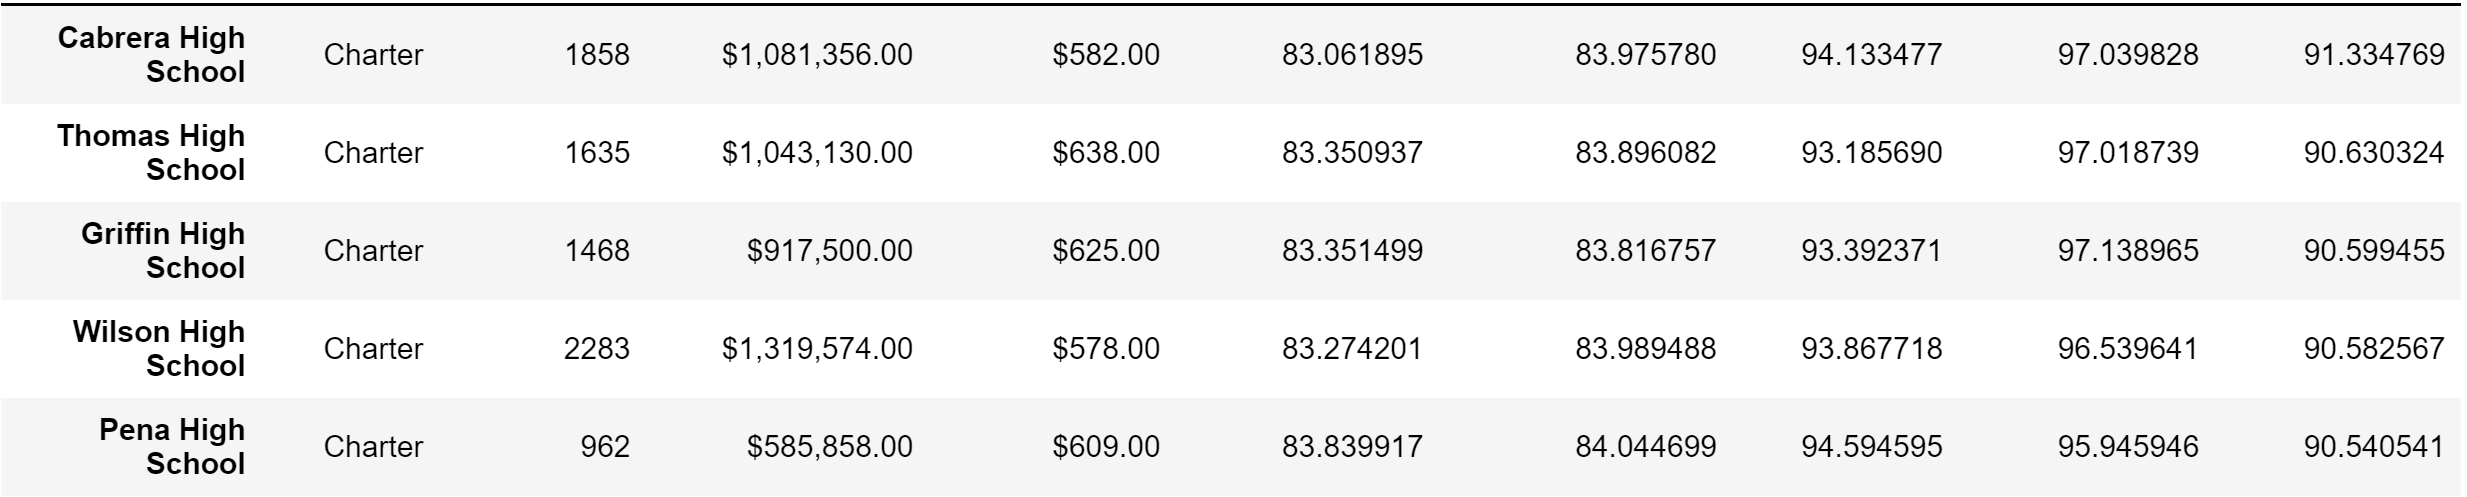 Cabrera High School Charter 1858 $1,081,356.00 $582.00 83.061895 83.975780 94.133477 97.039828 91.334769
Thomas High School Charter 1635 $1,043,130.00 $638.00 83.350937 83.896082 93.185690 97.018739 90.630324
Griffin High School Charter 1468 $917,500.00 $625.00 83.351499 83.816757 93.392371 97.138965 90.599455
Wilson High School Charter 2283 $1,319,574.00 $578.00 83.274201 83.989488 93.867718 96.539641 90.582567
Pena High School Charter 962 $585,858.00 $609.00 83.839917 84.044699 94.594595 95.945946 90.540541